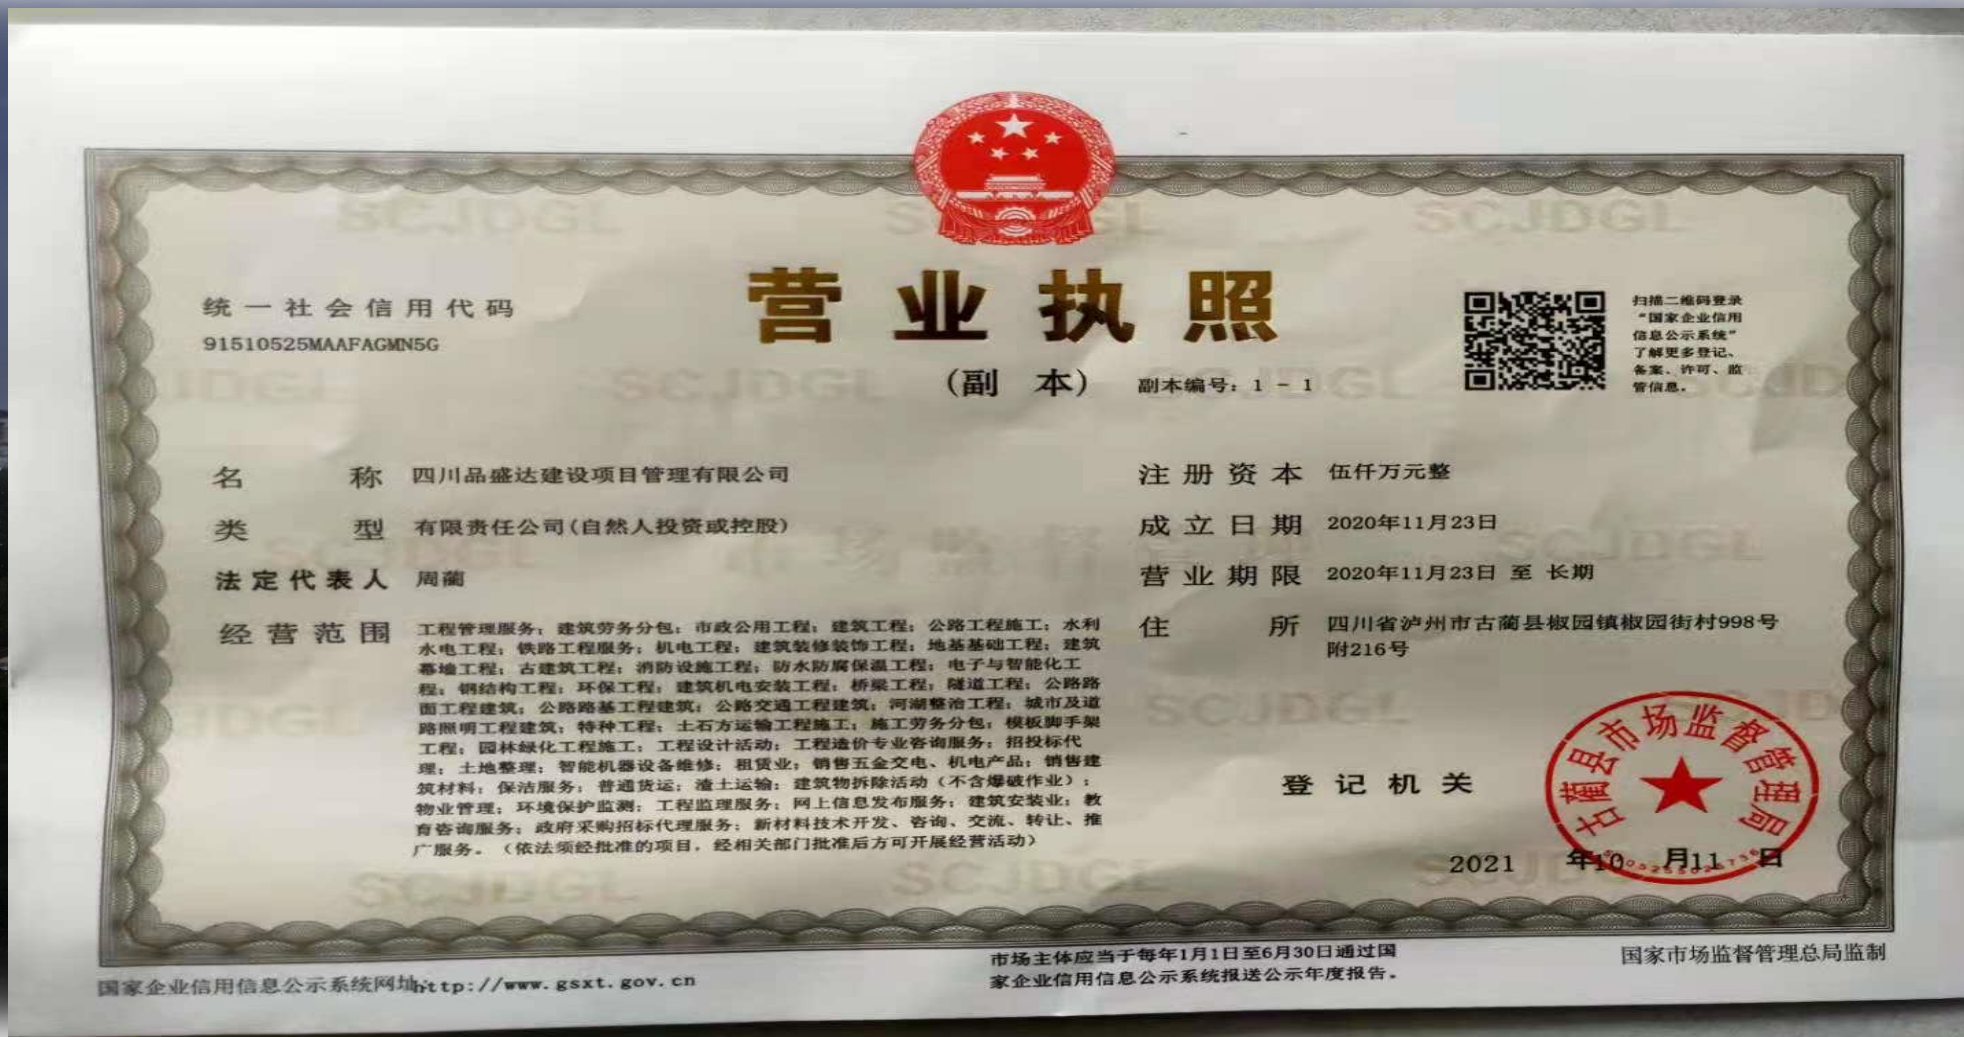 统一社会信用代码
91510525MAAFAGMN5G
营业执照
(副 本) 副本编号：1 - 1
扫描二维码登录
“国家企业信用
信息公示系统”
了解更多登记、
备案、许可、监
管信息。
名 称 四川品盛达建设项目管理有限公司
类 型 有限责任公司(自然人投资或控股)
法定代表人 周蔺
经营范围 工程管理服务；建筑劳务分包；市政公用工程；建筑工程；公路工程施工；水利
水电工程；铁路工程服务；机电工程；建筑装修装饰工程；地基基础工程；建筑
幕墙工程；古建筑工程；消防设施工程；防水防腐保温工程；电子与智能化工
程；钢结构工程；环保工程；建筑机电安装工程；桥梁工程；隧道工程；公路路
面工程建筑；公路路基工程建筑；公路交通工程建筑；河湖整治工程；城市及道
路照明工程建筑；特种工程；土石方运输工程施工；施工劳务分包；模板脚手架
工程；园林绿化工程施工；工程设计活动；工程造价专业咨询服务；招投标代
理；土地整理；智能机器设备维修；租赁业；销售五金交电、机电产品；销售建
筑材料；保洁服务；普通货运；渣土运输；建筑物拆除活动（不含爆破作业）；
物业管理；环境保护监测；工程监理服务；网上信息发布服务；建筑安装业；教
育咨询服务；政府采购招标代理服务；新材料技术开发、咨询、交流、转让、推
广服务。（依法须经批准的项目，经相关部门批准后方可开展经营活动）
注册资本 伍仟万元整
成立日期 2020年11月23日
营业期限 2020年11月23日 至 长期
住 所 四川省泸州市古蔺县椒园镇椒园街村998号
附216号
登记机关
古蔺县市场监督管理局
2021 年10 月11 日
国家企业信用信息公示系统网址http://www.gsxt.gov.cn
市场主体应当于每年1月1日至6月30日通过国
家企业信用信息公示系统报送公示年度报告。
国家市场监督管理总局监制